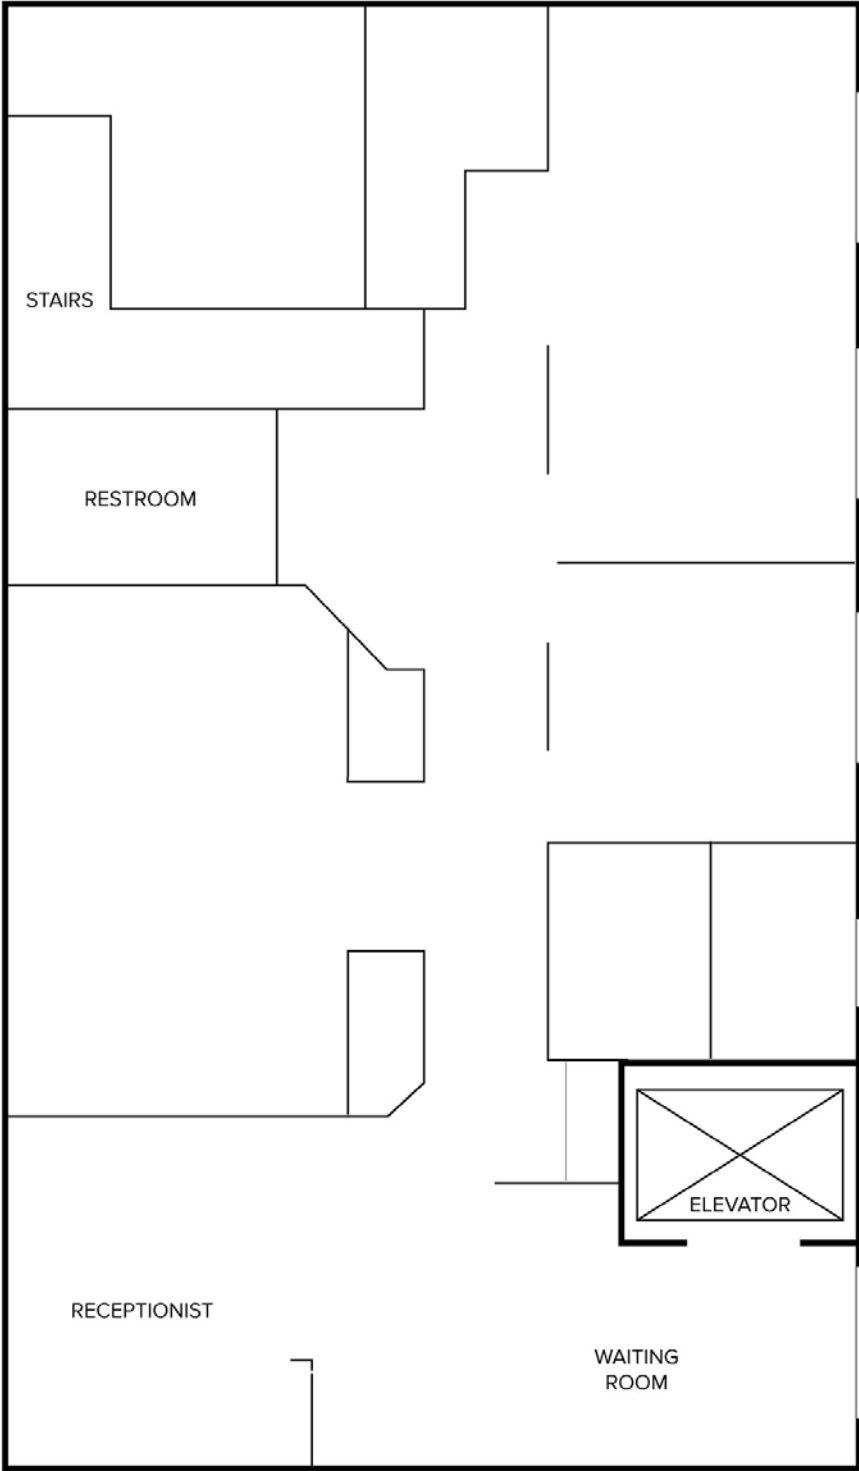 STAIRS
RESTROOM
ELEVATOR
RECEPTIONIST
WAITING
ROOM